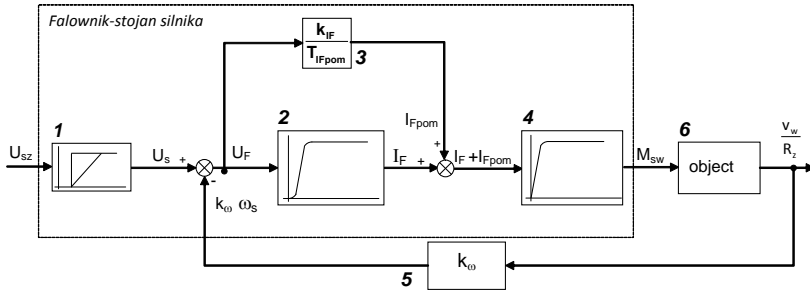 Falownik-stojan silnika
k_IF
T_IFpom
3
I_Fpom
1
2
4
6
v_w
R_z
U_sz
U_s
+
U_F
I_F
+
+
I_F +I_Fpom
M_sw
object
-
k_ω ω_s
5
k_ω